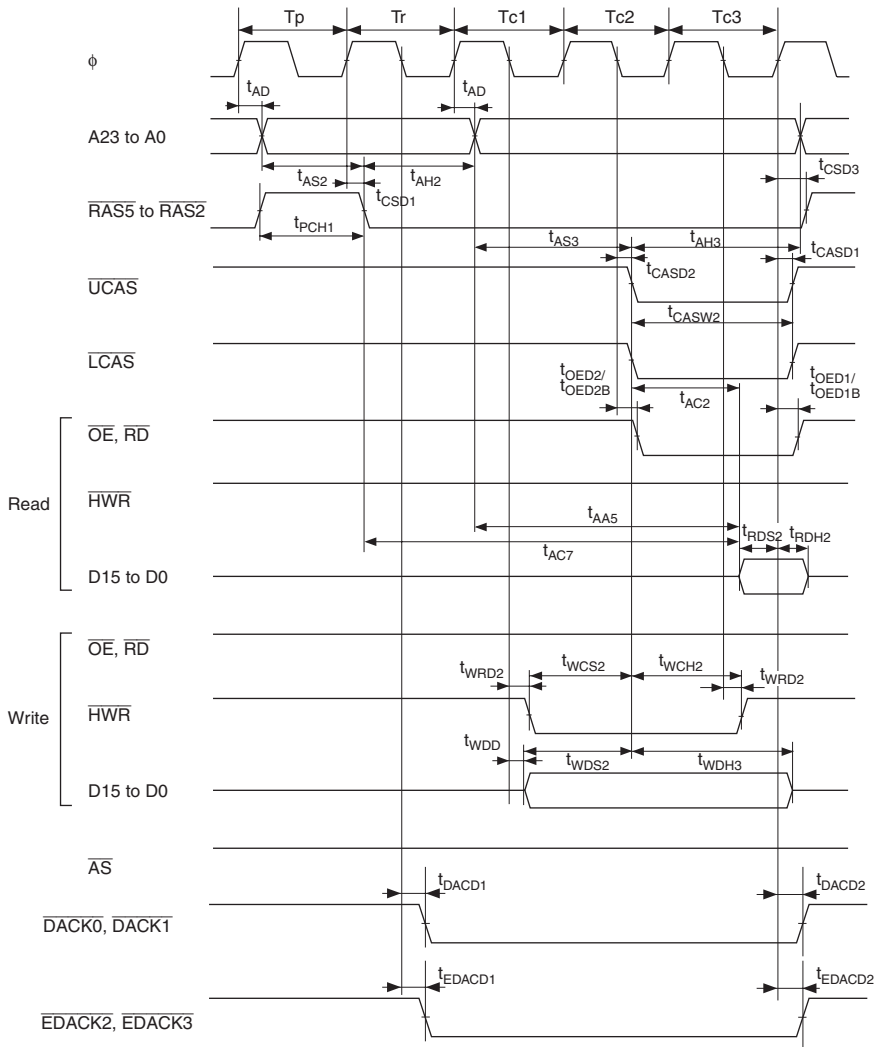 Tp Tr Tc1 Tc2 Tc3
ϕ
tAD tAD
A23 to A0
tAS2 tAH2 tCSD3
tCSD1
RAS5 to RAS2
tPCH1
tAS3 tAH3
tCASD2 tCASD1
UCAS
tCASW2
LCAS
tOED2/ tOED1/
tOED2B tOED1B
tAC2
OE, RD
Read
HWR
tAA5
tRDS2 tRDH2
tAC7
D15 to D0
OE, RD
tWRD2 tWCS2 tWCH2 tWRD2
Write
HWR
tWDD
tWDS2 tWDH3
D15 to D0
AS
tDACD1 tDACD2
DACK0, DACK1
tEDACD1 tEDACD2
EDACK2, EDACK3